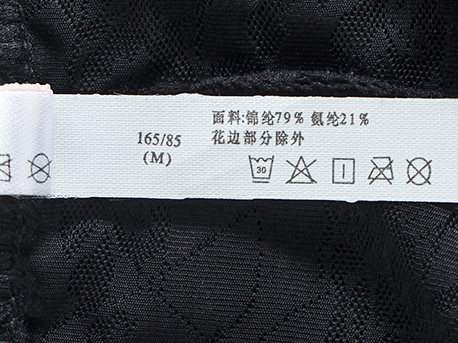 165/85
(M)
面料:锦纶79% 氨纶21%
花边部分除外
30